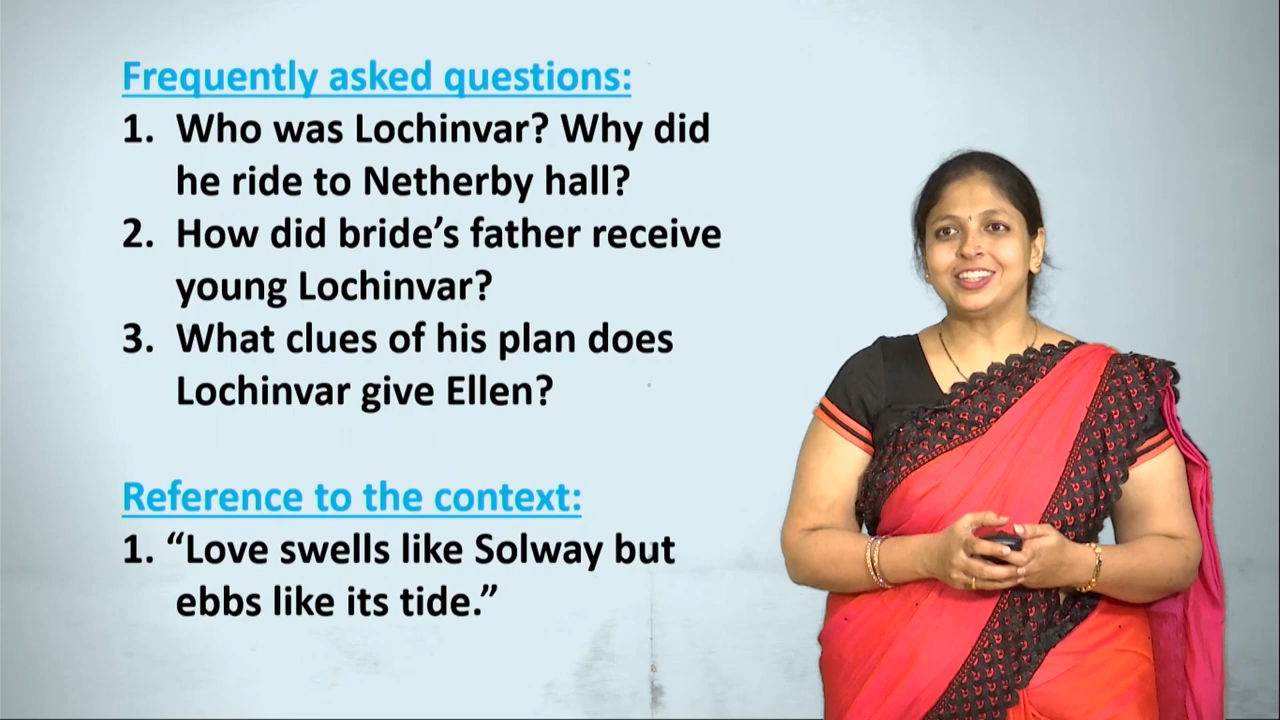 Frequently asked questions:
1. Who was Lochinvar? Why did
he ride to Netherby hall?
2. How did bride’s father receive
young Lochinvar?
3. What clues of his plan does
Lochinvar give Ellen?
Reference to the context:
1. “Love swells like Solway but
ebbs like its tide.”